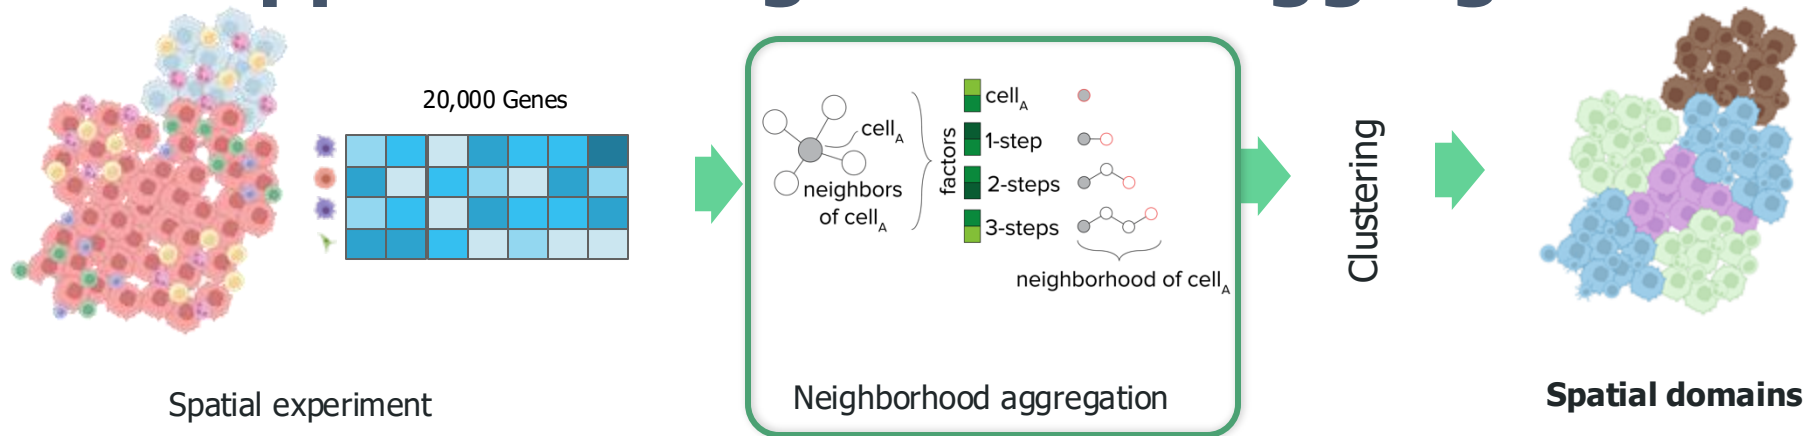 20,000 Genes
cellA
neighbors
of cellA
factors
cellA
1-step
2-steps
3-steps
neighborhood of cellA
Clustering
Spatial experiment
Neighborhood aggregation
Spatial domains